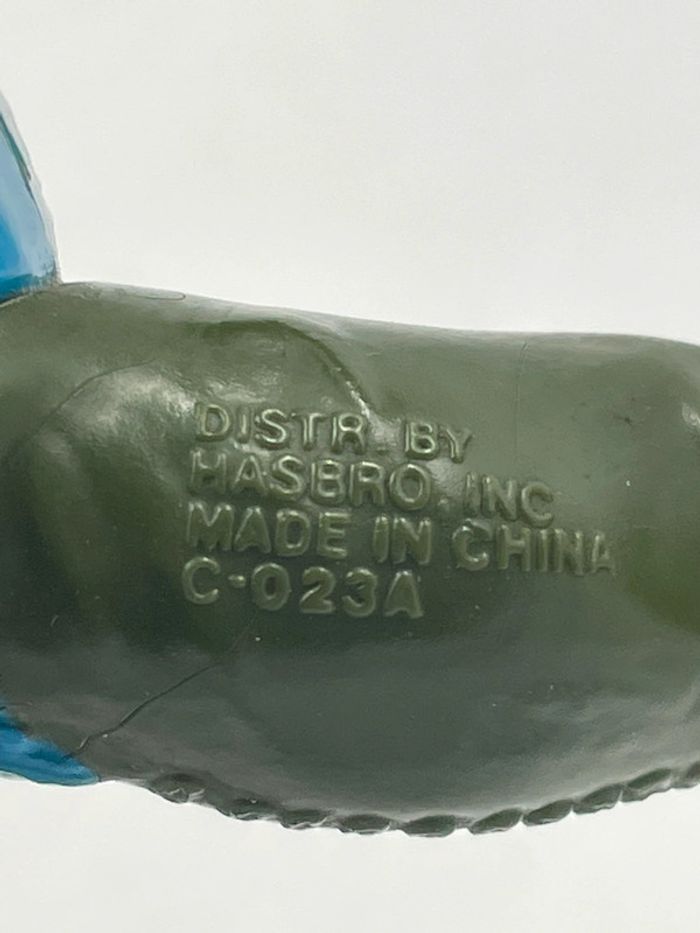 DISTR. BY
HASBRO, INC
MADE IN CHINA
C-023A